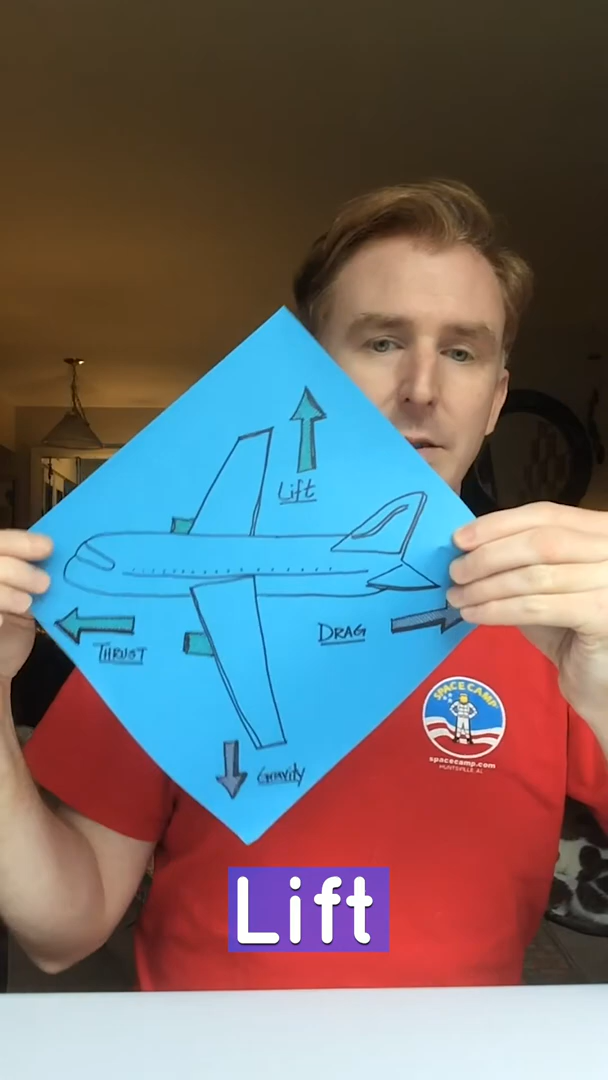 Lift
THRUST
DRAG
Gravity
SPACE CAMP
spacecamp.com
HUNTSVILLE, AL
Lift